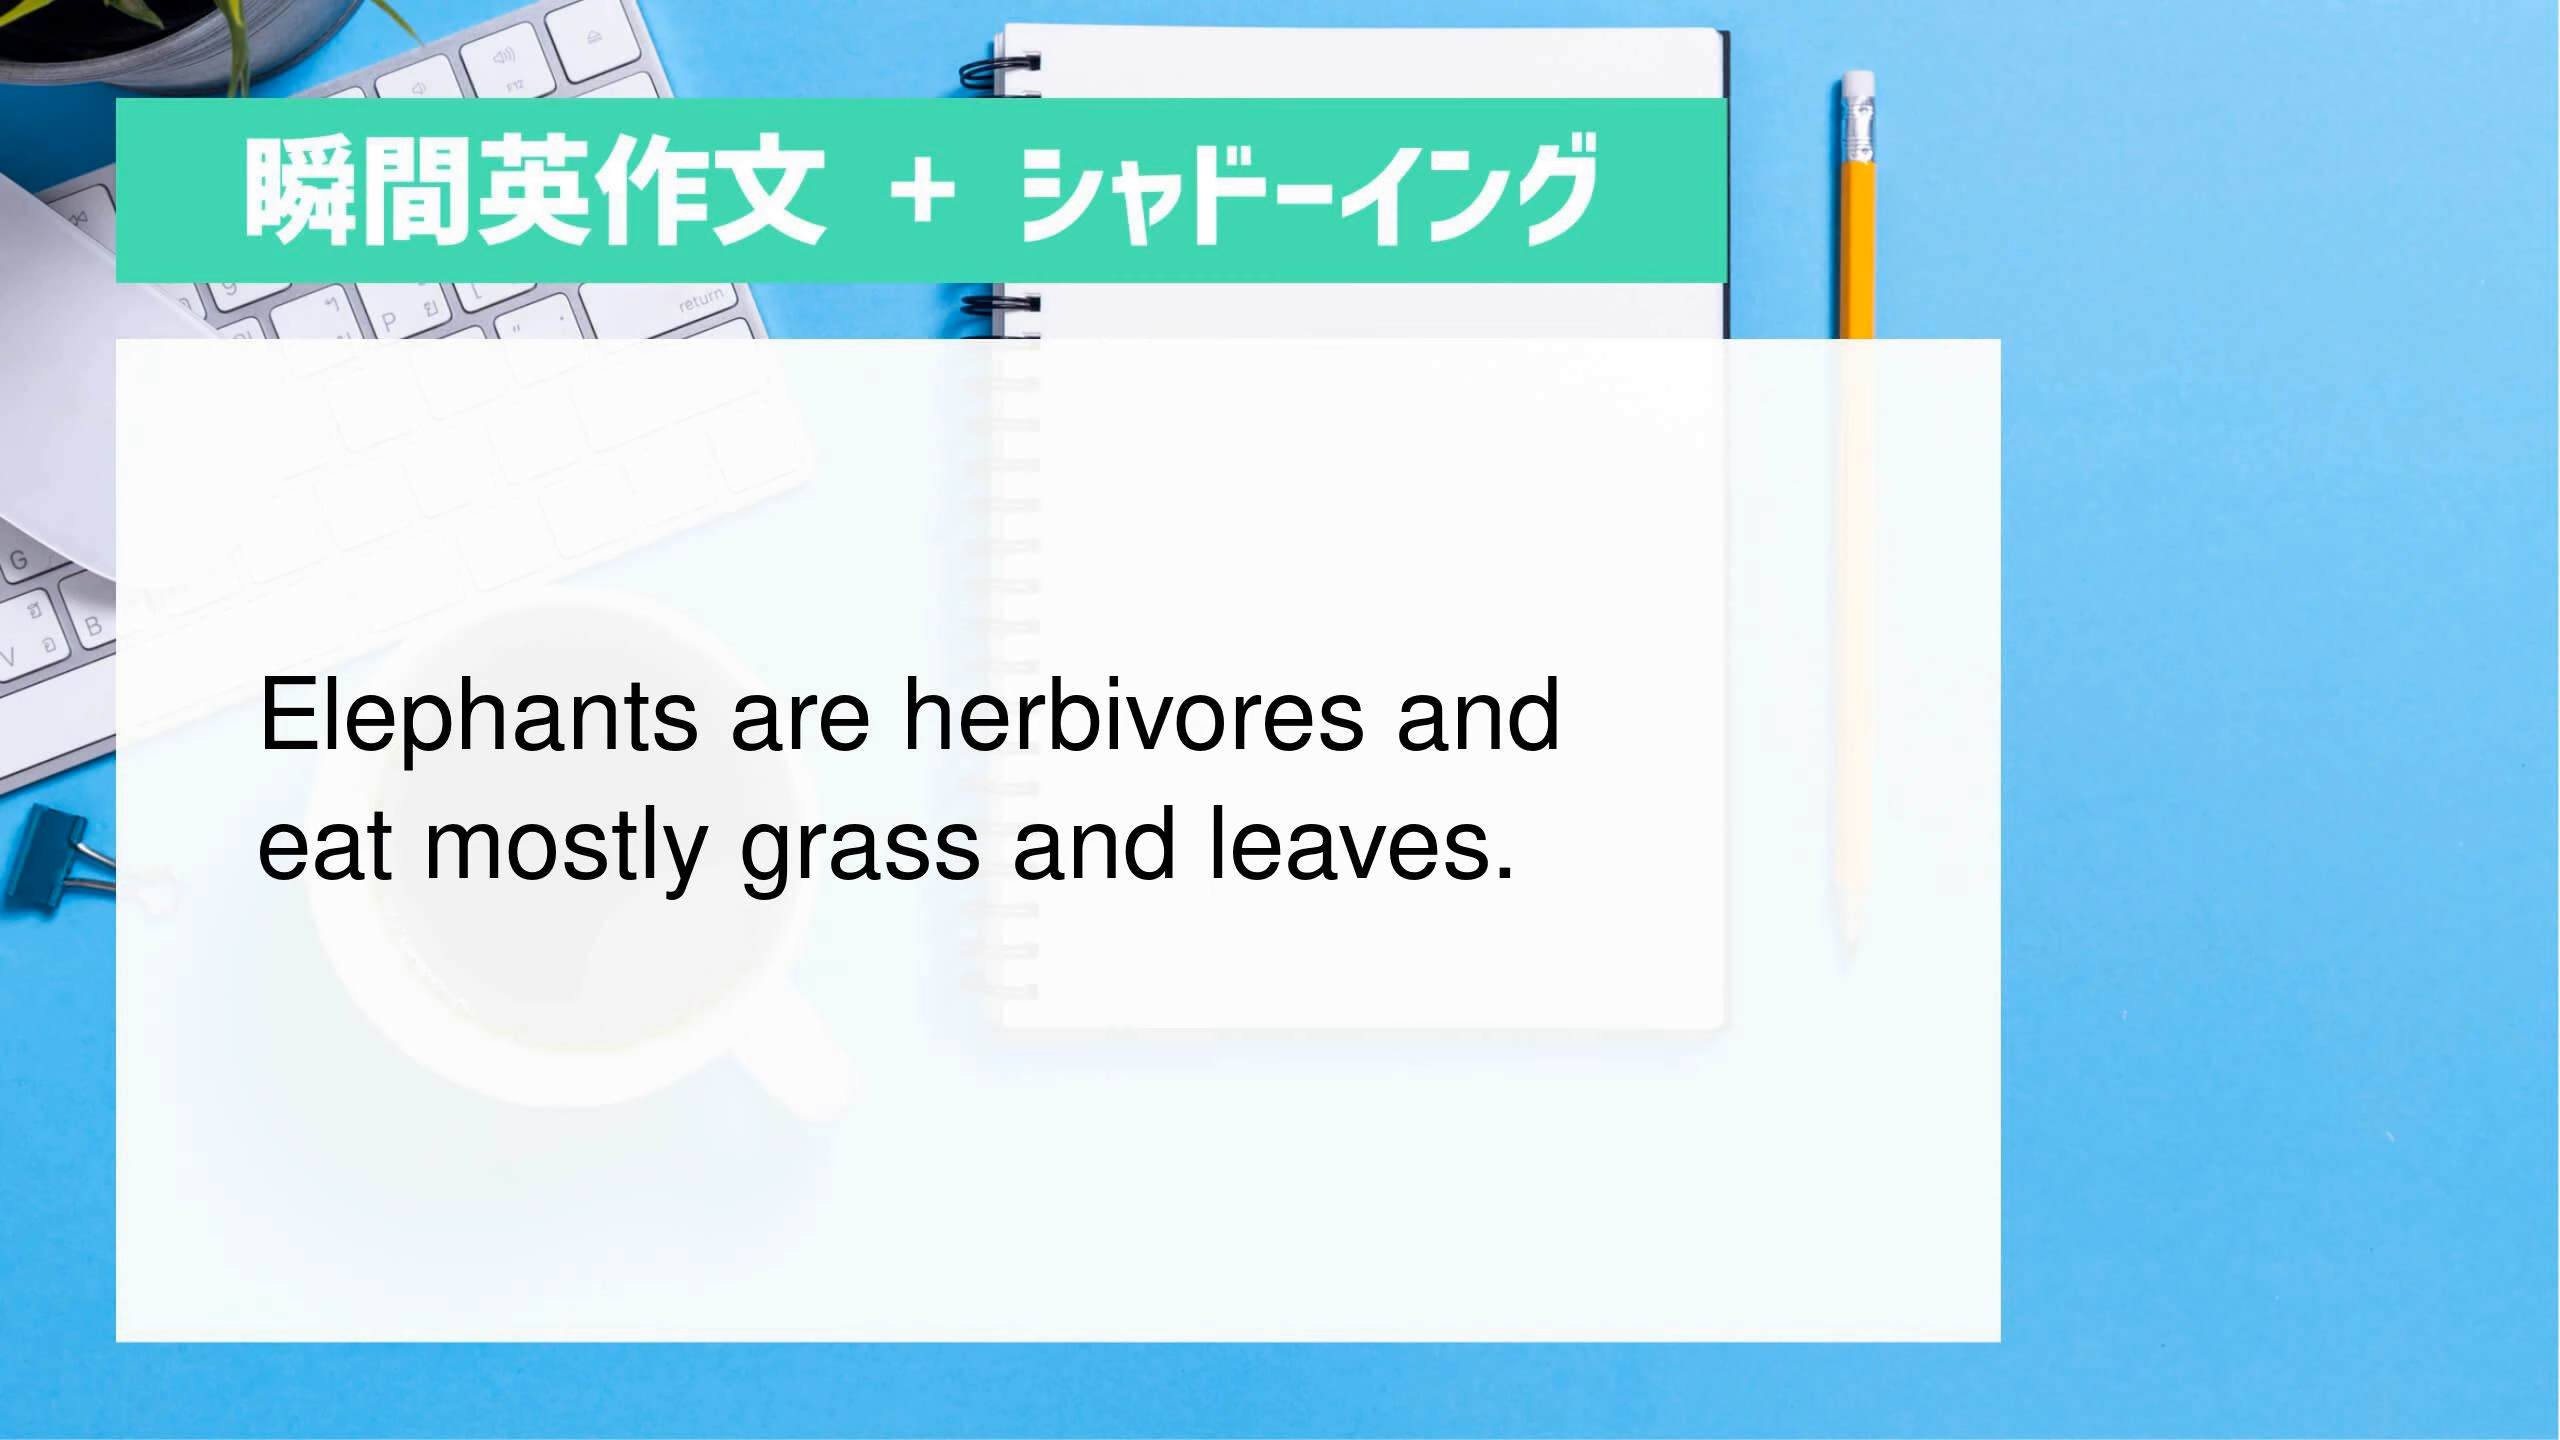 瞬間英作文 + シャドーイング
Elephants are herbivores and
eat mostly grass and leaves.